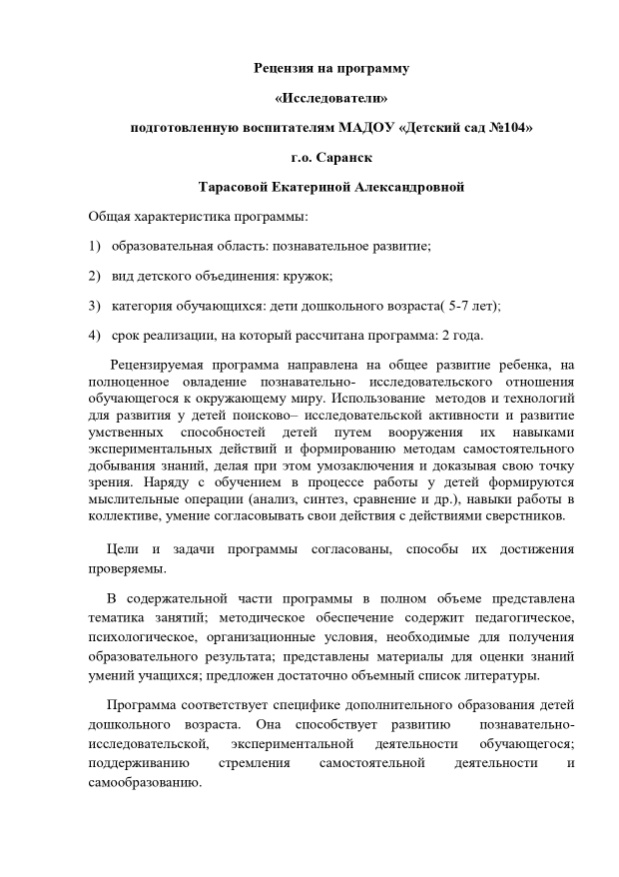 Рецензия на программу
«Исследователи»
подготовленную воспитателям МАДОУ «Детский сад №104»
г.о. Саранск
Тарасовой Екатериной Александровной
Общая характеристика программы:
1) образовательная область: познавательное развитие;
2) вид детского объединения: кружок;
3) категория обучающихся: дети дошкольного возраста( 5-7 лет);
4) срок реализации, на который рассчитана программа: 2 года.
Рецензируемая программа направлена на общее развитие ребенка, на
полноценное овладение познавательно- исследовательского отношения
обучающегося к окружающему миру. Использование методов и технологий
для развития у детей поисково– исследовательской активности и развитие
умственных способностей детей путем вооружения их навыками
экспериментальных действий и формированию методам самостоятельного
добывания знаний, делая при этом умозаключения и доказывая свою точку
зрения. Наряду с обучением в процессе работы у детей формируются
мыслительные операции (анализ, синтез, сравнение и др.), навыки работы в
коллективе, умение согласовывать свои действия с действиями сверстников.
Цели и задачи программы согласованы, способы их достижения
проверяемы.
В содержательной части программы в полном объеме представлена
тематика занятий; методическое обеспечение содержит педагогическое,
психологическое, организационные условия, необходимые для получения
образовательного результата; представлены материалы для оценки знаний
умений учащихся; предложен достаточно объемный список литературы.
Программа соответствует специфике дополнительного образования детей
дошкольного возраста. Она способствует развитию познавательно-
исследовательской, экспериментальной деятельности обучающегося;
поддерживанию стремления самостоятельной деятельности и
самообразованию.